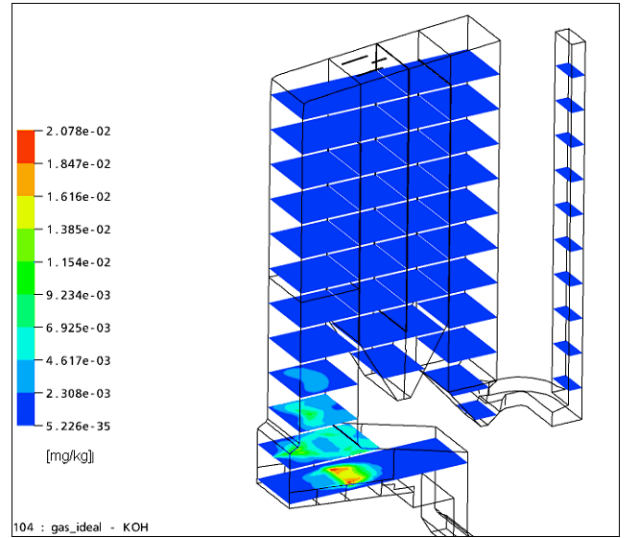 2.078e-02
1.847e-02
1.616e-02
1.385e-02
1.154e-02
9.234e-03
6.925e-03
4.617e-03
2.308e-03
5.226e-35
[mg/kg]
104 : gas_ideal - KOH